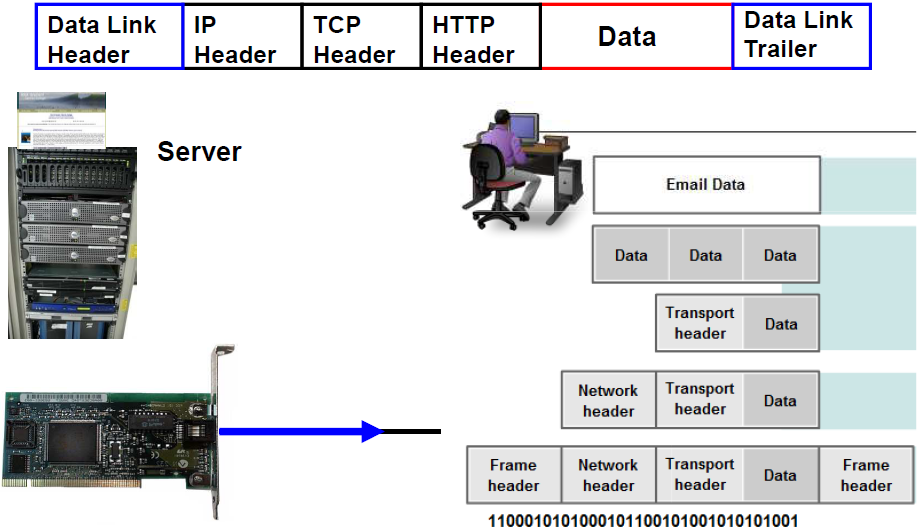 Data Link Header
IP Header
TCP Header
HTTP Header
Data
Data Link Trailer
Server
Email Data
Data Data Data
Transport header Data
Network header Transport header Data
Frame header Network header Transport header Data Frame header
1100010101000101100101001010101001